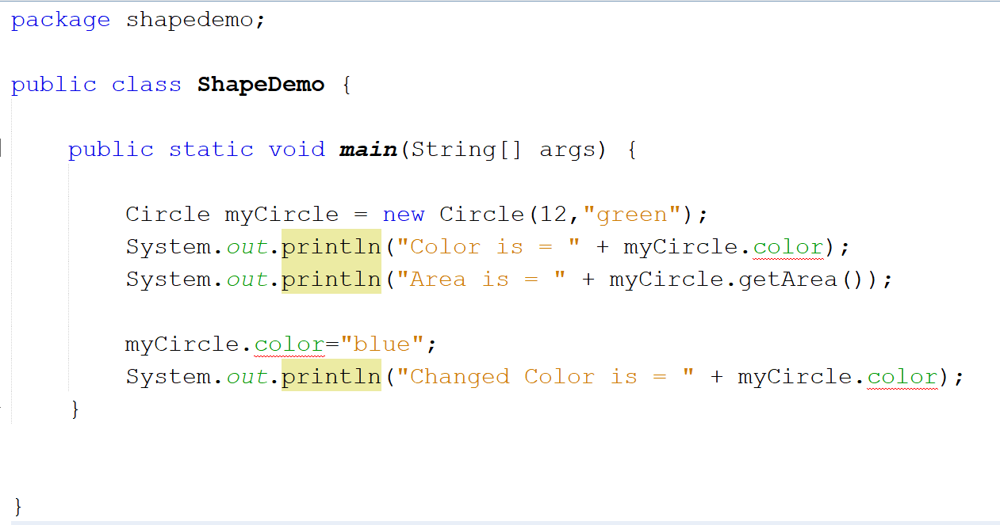 package shapedemo;
public class ShapeDemo {
public static void main(String[] args) {
Circle myCircle = new Circle(12,"green");
System.out.println("Color is = " + myCircle.color);
System.out.println("Area is = " + myCircle.getArea());
myCircle.color="blue";
System.out.println("Changed Color is = " + myCircle.color);
}
}